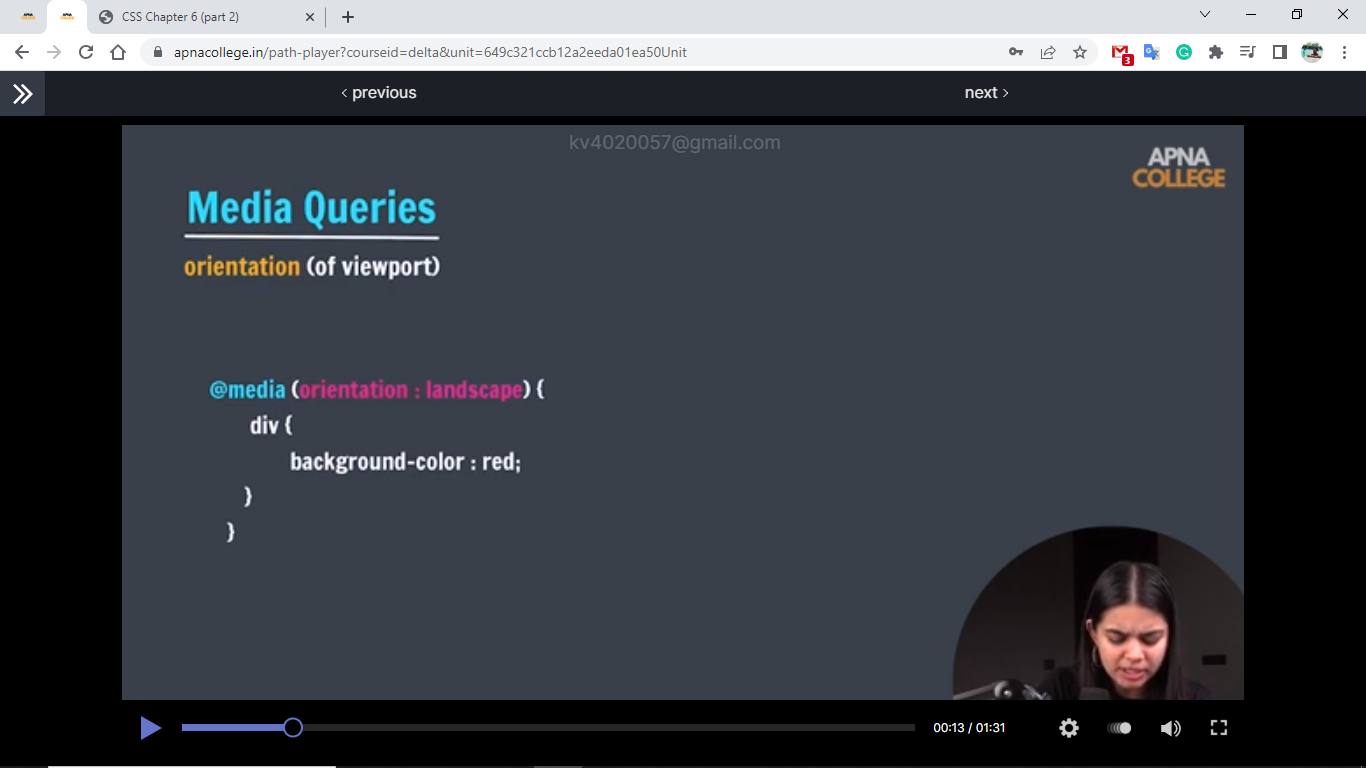 CSS Chapter 6 (part 2)
apnacollege.in/path-player?courseid=delta&unit=649c321ccb12a2eeda01ea50Unit
3
previous
next
kv4020057@gmail.com
APNA
COLLEGE
Media Queries
orientation (of viewport)
@media (orientation : landscape) {
div {
background-color : red;
}
}
00:13 / 01:31